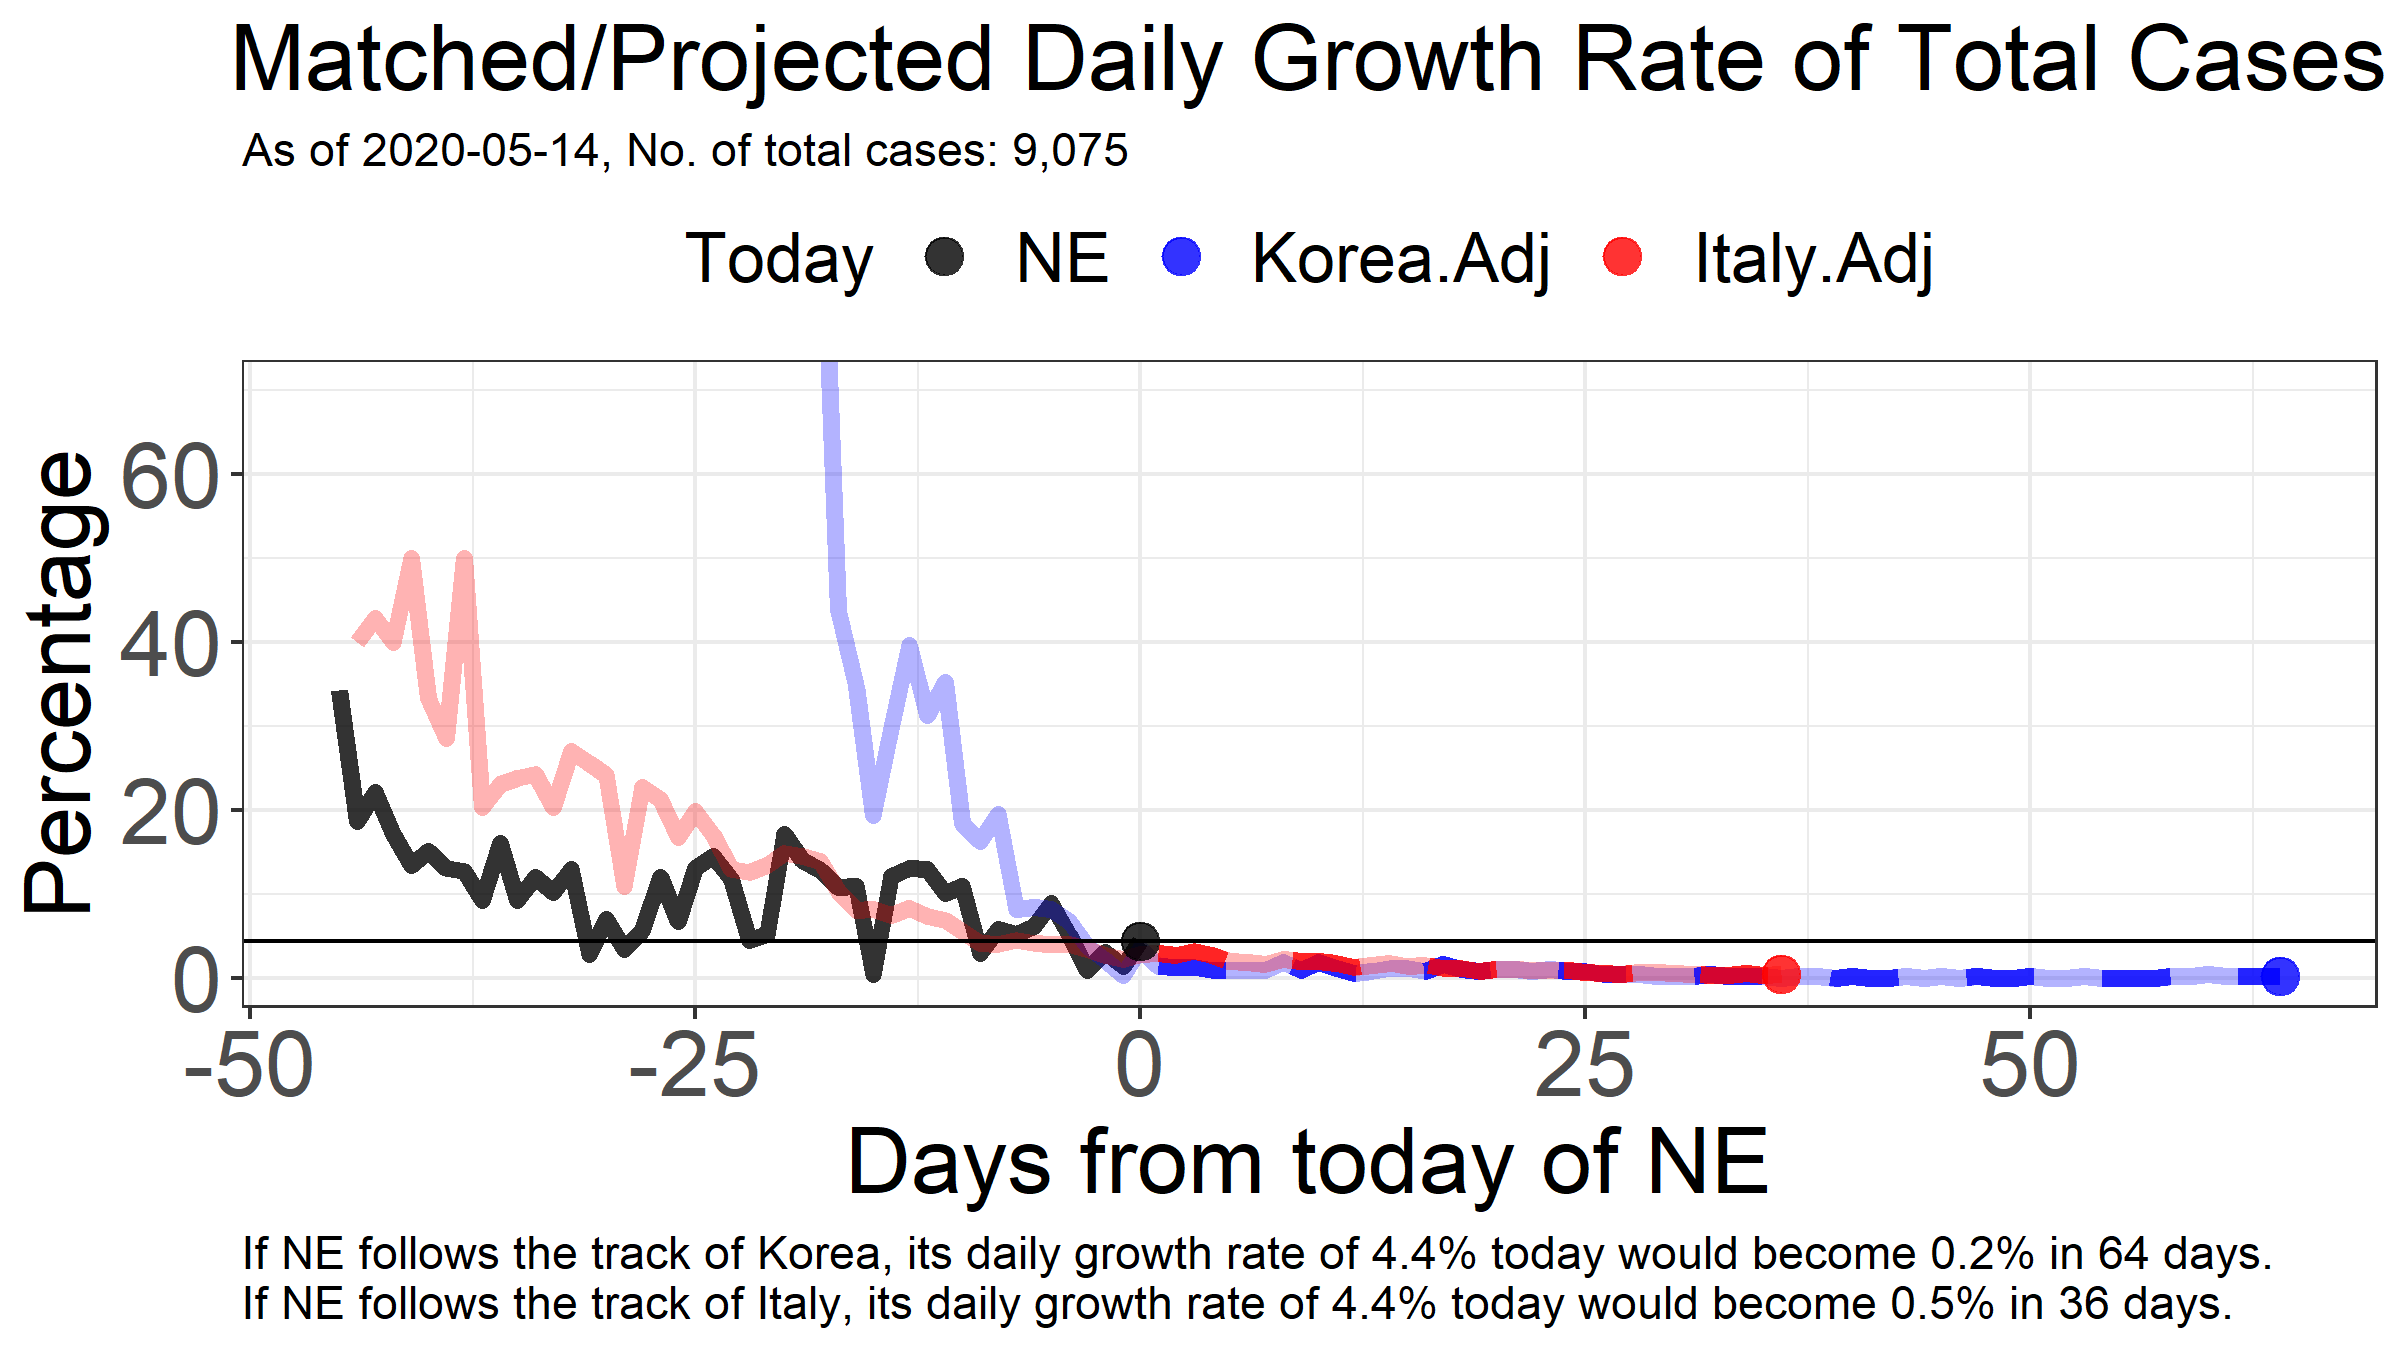 Matched/Projected Daily Growth Rate of Total Cases
As of 2020-05-14, No. of total cases: 9,075
Today NE Korea.Adj Italy.Adj
Percentage
60
40
20
0
-50 -25 0 25 50
Days from today of NE
If NE follows the track of Korea, its daily growth rate of 4.4% today would become 0.2% in 64 days.
If NE follows the track of Italy, its daily growth rate of 4.4% today would become 0.5% in 36 days.